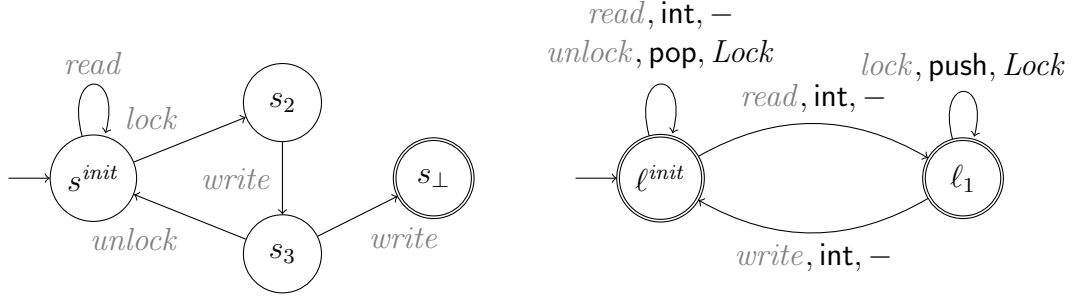 read
lock
s^init
s₂
write
unlock
s₃
s⊥
write
read, int, −
unlock, pop, Lock
ℓ^init
read, int, −
lock, push, Lock
ℓ₁
write, int, −